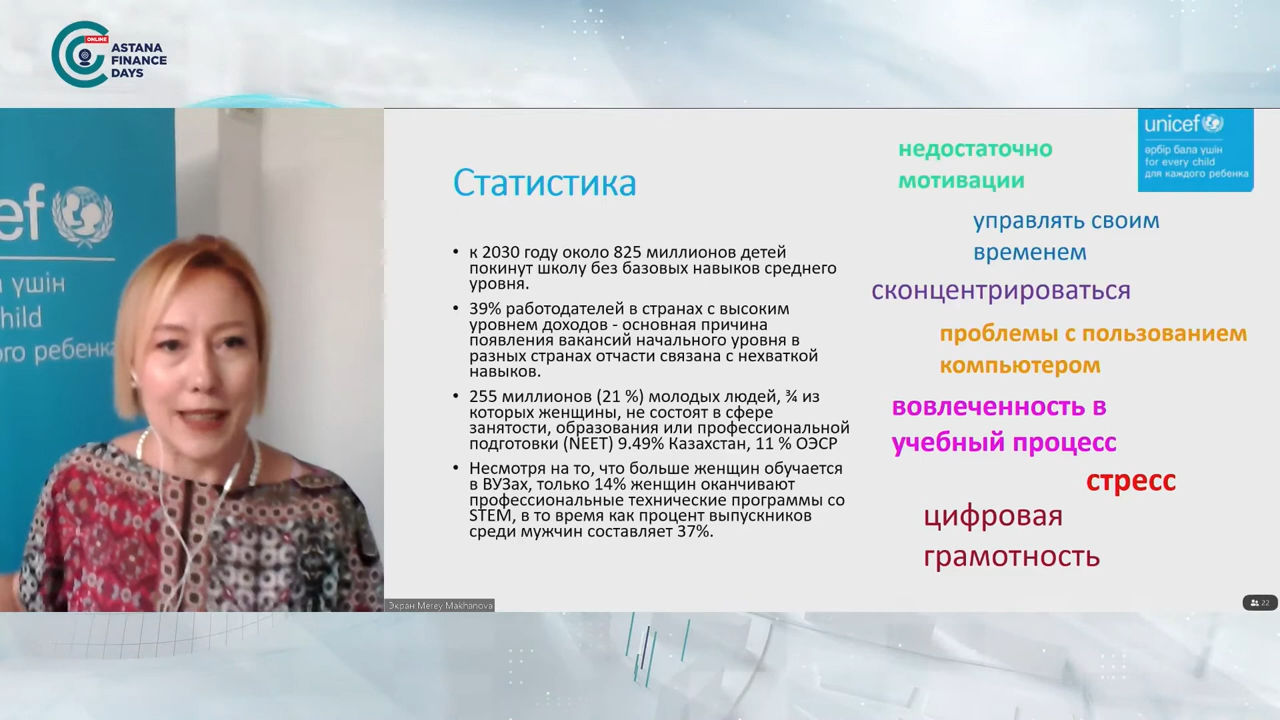 ONLINE
ASTANA
FINANCE
DAYS
ef
а үшін
hild
го ребенка
Статистика
• к 2030 году около 825 миллионов детей
покинут школу без базовых навыков среднего
уровня.
• 39% работодателей в странах с высоким
уровнем доходов - основная причина
появления вакансий начального уровня в
разных странах отчасти связана с нехваткой
навыков.
• 255 миллионов (21 %) молодых людей, ¾ из
которых женщины, не состоят в сфере
занятости, образования или профессиональной
подготовки (NEET) 9.49% Казахстан, 11 % ОЭСР
• Несмотря на то, что больше женщин обучается
в ВУЗах, только 14% женщин оканчивают
профессиональные технические программы со
STEM, в то время как процент выпускников
среди мужчин составляет 37%.
unicef
әрбір бала үшін
for every child
для каждого ребенка
недостаточно
мотивации
управлять своим
временем
сконцентрироваться
проблемы с пользованием
компьютером
вовлеченность в
учебный процесс
стресс
цифровая
грамотность
Экран Merey Makhanova
22